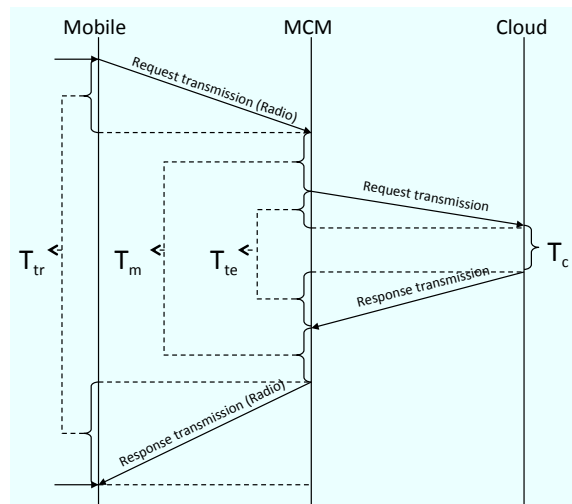 Mobile MCM Cloud
Request transmission (Radio)
Request transmission
T_tr T_m T_te T_c
Response transmission
Response transmission (Radio)